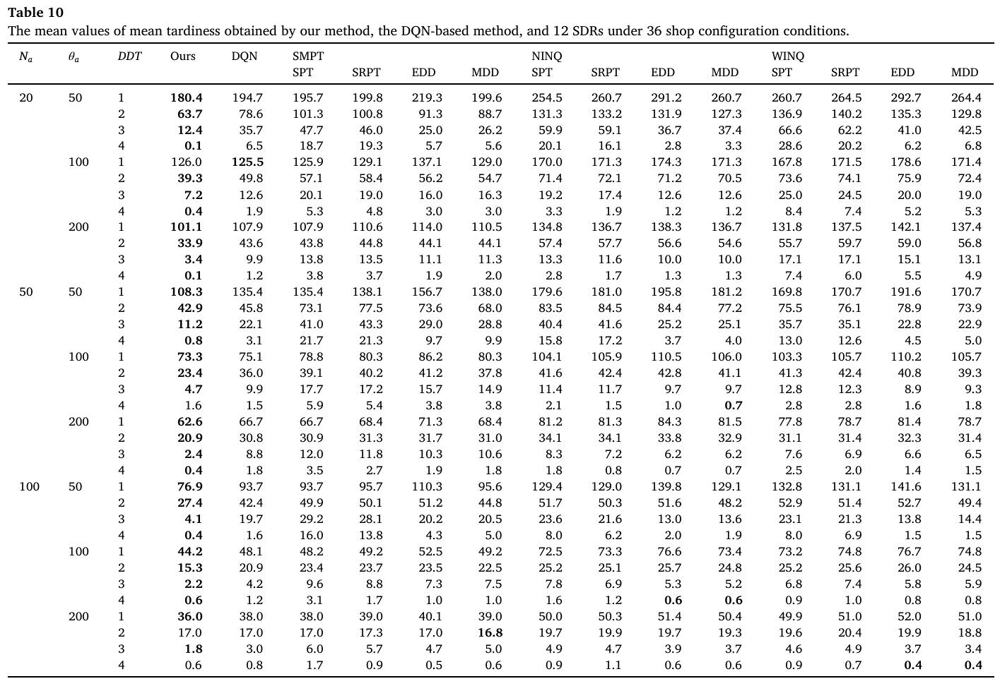 Table 10
The mean values of mean tardiness obtained by our method, the DQN-based method, and 12 SDRs under 36 shop configuration conditions.
Nₐ θₐ DDT Ours DQN SMPT NINQ WINQ
SPT SRPT EDD MDD SPT SRPT EDD MDD SPT SRPT EDD MDD
20 50 1 180.4 194.7 195.7 199.8 219.3 199.6 254.5 260.7 291.2 260.7 260.7 264.5 292.7 264.4
2 63.7 78.6 101.3 100.8 91.3 88.7 131.3 133.2 131.9 127.3 136.9 140.2 135.3 129.8
3 12.4 35.7 47.7 46.0 25.0 26.2 59.9 59.1 36.7 37.4 66.6 62.2 41.0 42.5
4 0.1 6.5 18.7 19.3 5.7 5.6 20.1 16.1 2.8 3.3 28.6 20.2 6.2 6.8
100 1 126.0 125.5 125.9 129.1 137.1 129.0 170.0 171.3 174.3 171.3 167.8 171.5 178.6 171.4
2 39.3 49.8 57.1 58.4 56.2 54.7 71.4 72.1 71.2 70.5 73.6 74.1 75.9 72.4
3 7.2 12.6 20.1 19.0 16.0 16.3 19.2 17.4 12.6 12.6 25.0 24.5 20.0 19.0
4 0.4 1.9 5.3 4.8 3.0 3.0 3.3 1.9 1.2 1.2 8.4 7.4 5.2 5.3
200 1 101.1 107.9 107.9 110.6 114.0 110.5 134.8 136.7 138.3 136.7 131.8 137.5 142.1 137.4
2 33.9 43.6 43.8 44.8 44.1 44.1 57.4 57.7 56.6 54.6 55.7 59.7 59.0 56.8
3 3.4 9.9 13.8 13.5 11.1 11.3 13.3 11.6 10.0 10.0 17.1 17.1 15.1 13.1
4 0.1 1.2 3.8 3.7 1.9 2.0 2.8 1.7 1.3 1.3 7.4 6.0 5.5 4.9
50 50 1 108.3 135.4 135.4 138.1 156.7 138.0 179.6 181.0 195.8 181.2 169.8 170.7 191.6 170.7
2 42.9 45.8 73.1 77.5 73.6 68.0 83.5 84.5 84.4 77.2 75.5 76.1 78.9 73.9
3 11.2 22.1 41.0 43.3 29.0 28.8 40.4 41.6 25.2 25.1 35.7 35.1 22.8 22.9
4 0.8 3.1 21.7 21.3 9.7 9.9 15.8 17.2 3.7 4.0 13.0 12.6 4.5 5.0
100 1 73.3 75.1 78.8 80.3 86.2 80.3 104.1 105.9 110.5 106.0 103.3 105.7 110.2 105.7
2 23.4 36.0 39.1 40.2 41.2 37.8 41.6 42.4 42.8 41.1 41.3 42.4 40.8 39.3
3 4.7 9.9 17.7 17.2 15.7 14.9 11.4 11.7 9.7 9.7 12.8 12.3 8.9 9.3
4 1.6 1.5 5.9 5.4 3.8 3.8 2.1 1.5 1.0 0.7 2.8 2.8 1.6 1.8
200 1 62.6 66.7 66.7 68.4 71.3 68.4 81.2 81.3 84.3 81.5 77.8 78.7 81.4 78.7
2 20.9 30.8 30.9 31.3 31.7 31.0 34.1 34.1 33.8 32.9 31.1 31.4 32.3 31.4
3 2.4 8.8 12.0 11.8 10.3 10.6 8.3 7.2 6.2 6.2 7.6 6.9 6.6 6.5
4 0.4 1.8 3.5 2.7 1.9 1.8 1.8 0.8 0.7 0.7 2.5 2.0 1.4 1.5
100 50 1 76.9 93.7 93.7 95.7 110.3 95.6 129.4 129.0 139.8 129.1 132.8 131.1 141.6 131.1
2 27.4 42.4 49.9 50.1 51.2 44.8 51.7 50.3 51.6 48.2 52.9 51.4 52.7 49.4
3 4.1 19.7 29.2 28.1 20.2 20.5 23.6 21.6 13.0 13.6 23.1 21.3 13.8 14.4
4 0.4 1.6 16.0 13.8 4.3 5.0 8.0 6.2 2.0 1.9 8.0 6.9 1.5 1.5
100 1 44.2 48.1 48.2 49.2 52.5 49.2 72.5 73.3 76.6 73.4 73.2 74.8 76.7 74.8
2 15.3 20.9 23.4 23.7 23.5 22.5 25.2 25.1 25.7 24.8 25.2 25.6 26.0 24.5
3 2.2 4.2 9.6 8.8 7.3 7.5 7.8 6.9 5.3 5.2 6.8 7.4 5.8 5.9
4 0.6 1.2 3.1 1.7 1.0 1.0 1.6 1.2 0.6 0.6 0.9 1.0 0.8 0.8
200 1 36.0 38.0 38.0 39.0 40.1 39.0 50.0 50.3 51.4 50.4 49.9 51.0 52.0 51.0
2 17.0 17.0 17.0 17.3 17.0 16.8 19.7 19.9 19.7 19.3 19.6 20.4 19.9 18.8
3 1.8 3.0 6.0 5.7 4.7 5.0 4.9 4.7 3.9 3.7 4.6 4.9 3.7 3.4
4 0.6 0.8 1.7 0.9 0.5 0.6 0.9 1.1 0.6 0.6 0.9 0.7 0.4 0.4